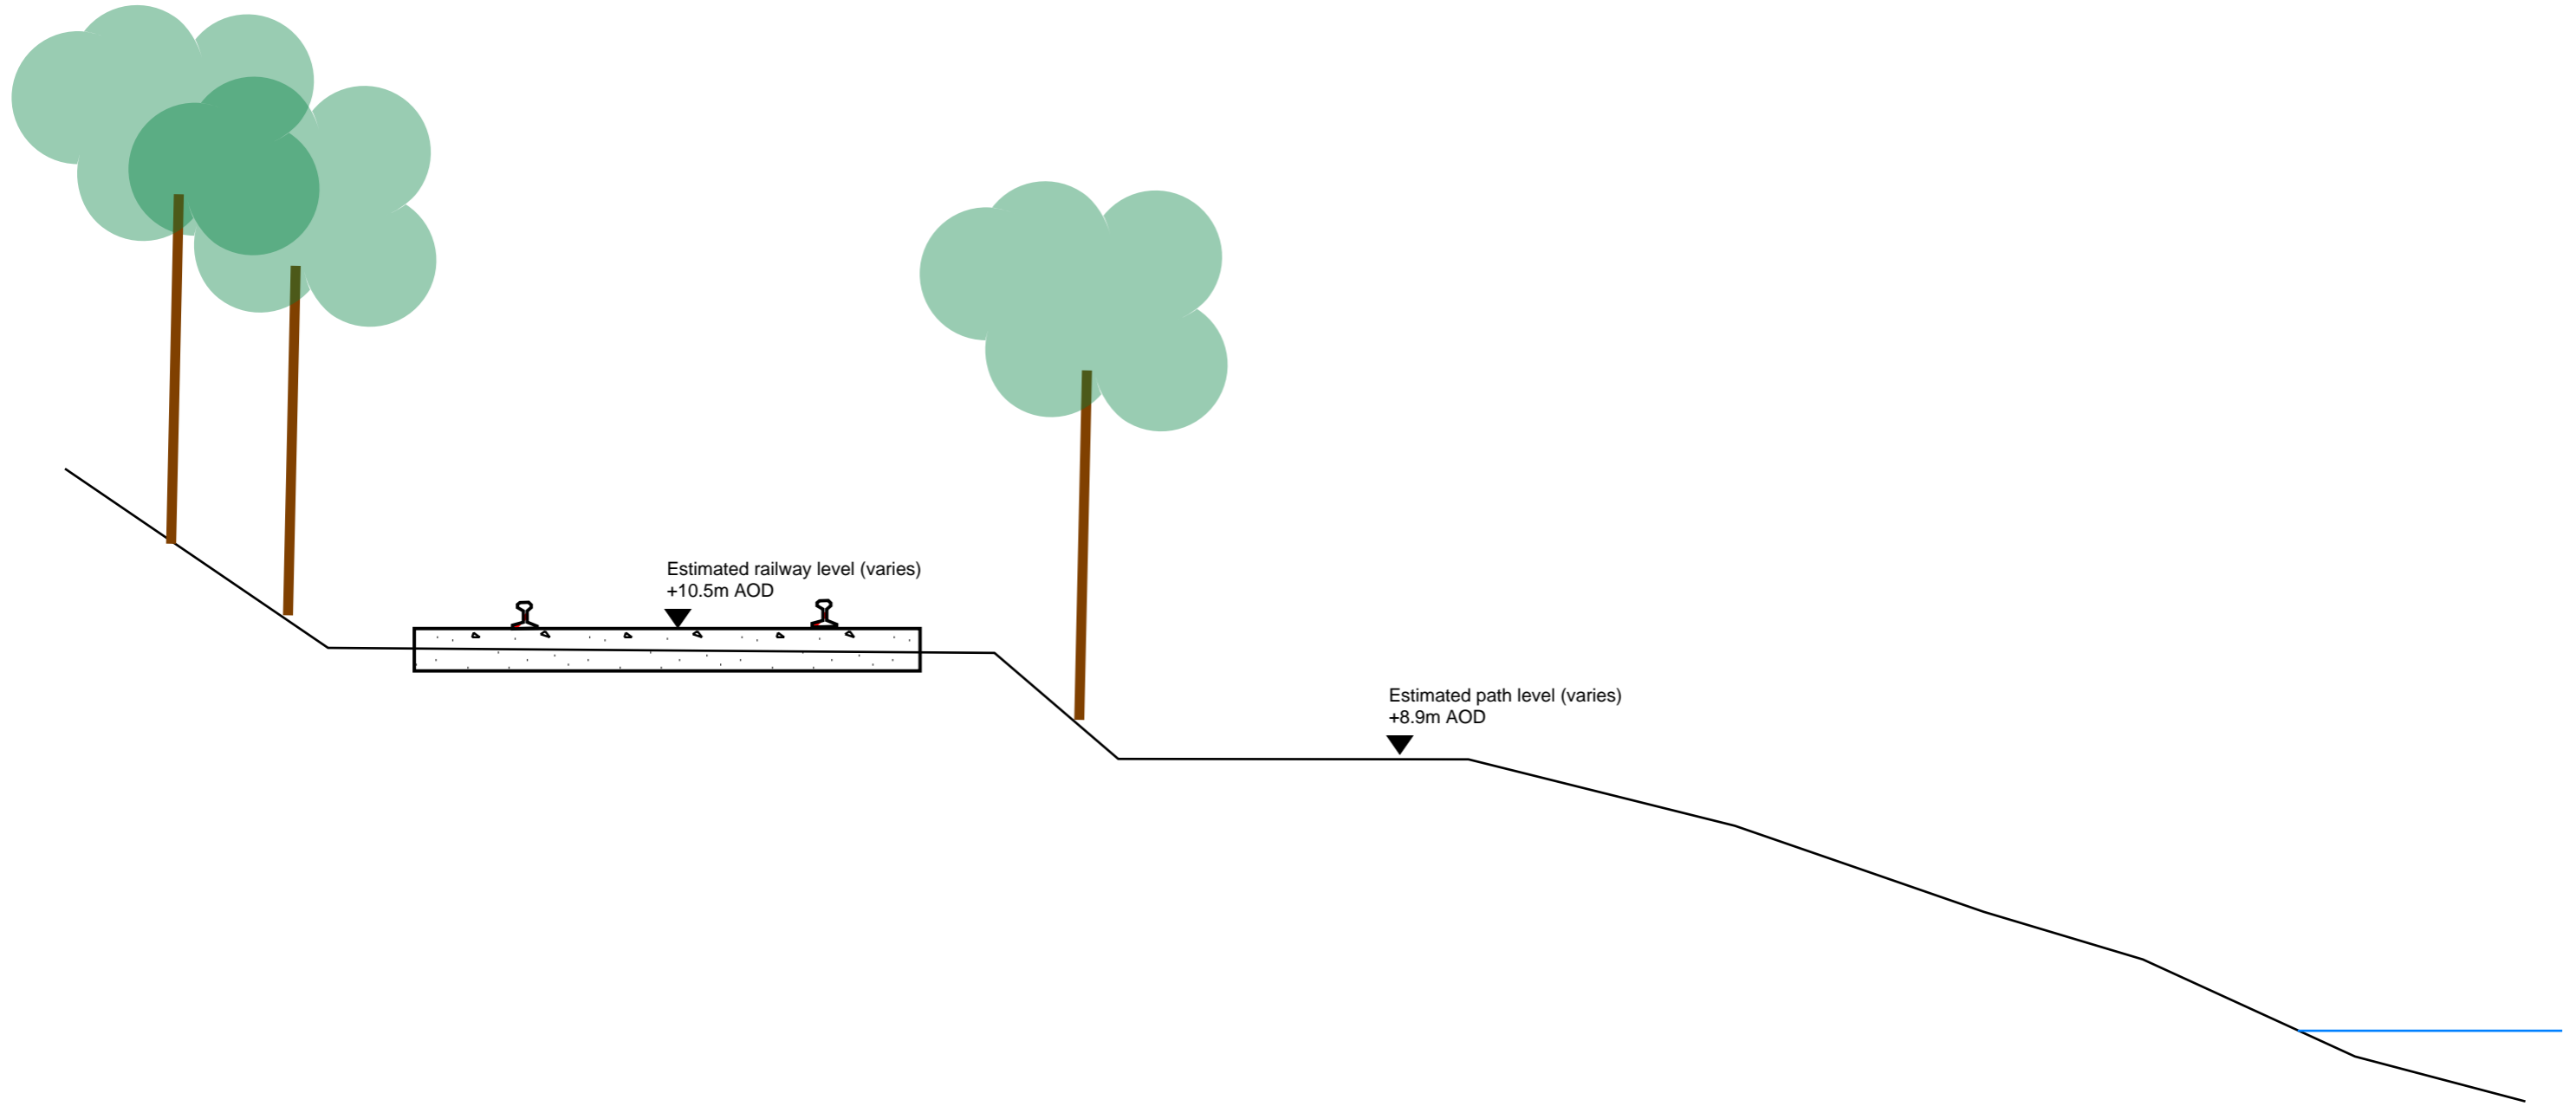 Estimated railway level (varies)
+10.5m AOD
Estimated path level (varies)
+8.9m AOD